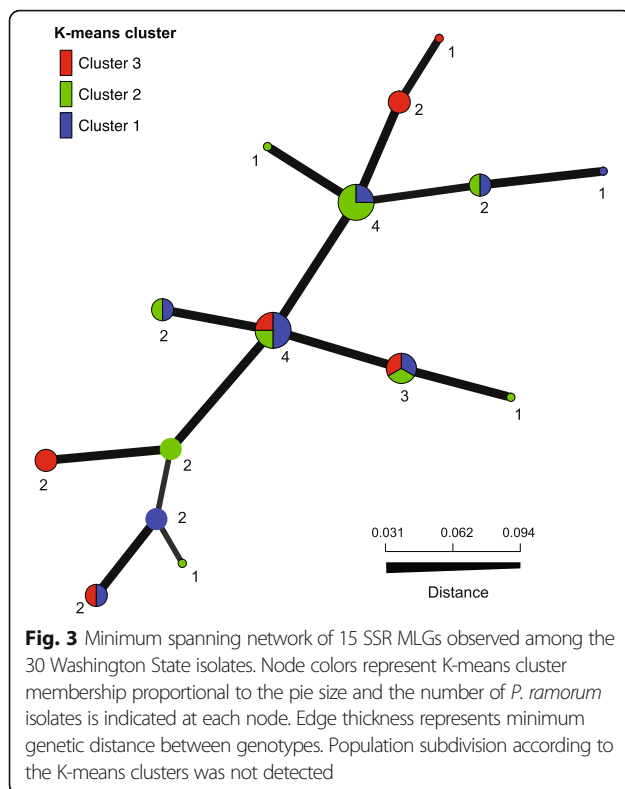 K-means cluster
Cluster 3
Cluster 2
Cluster 1
1
2
1
4
2
1
2
4
3
1
2
2
2
1
2
0.031 0.062 0.094
Distance
Fig. 3 Minimum spanning network of 15 SSR MLGs observed among the
30 Washington State isolates. Node colors represent K-means cluster
membership proportional to the pie size and the number of P. ramorum
isolates is indicated at each node. Edge thickness represents minimum
genetic distance between genotypes. Population subdivision according to
the K-means clusters was not detected